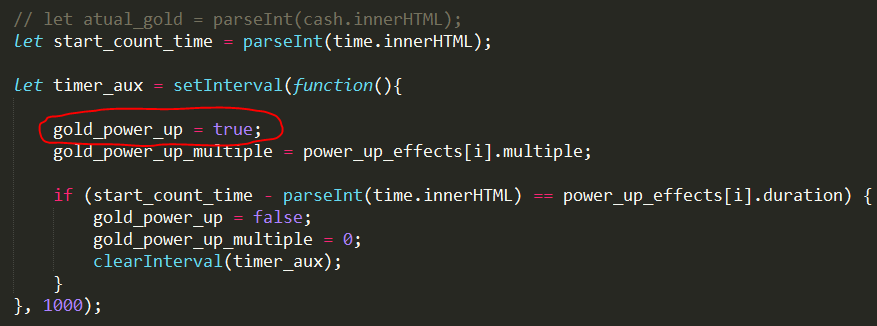 // let atual_gold = parseInt(cash.innerHTML);
let start_count_time = parseInt(time.innerHTML);
let timer_aux = setInterval(function(){
gold_power_up = true;
gold_power_up_multiple = power_up_effects[i].multiple;
if (start_count_time - parseInt(time.innerHTML) == power_up_effects[i].duration) {
gold_power_up = false;
gold_power_up_multiple = 0;
clearInterval(timer_aux);
}
}, 1000);